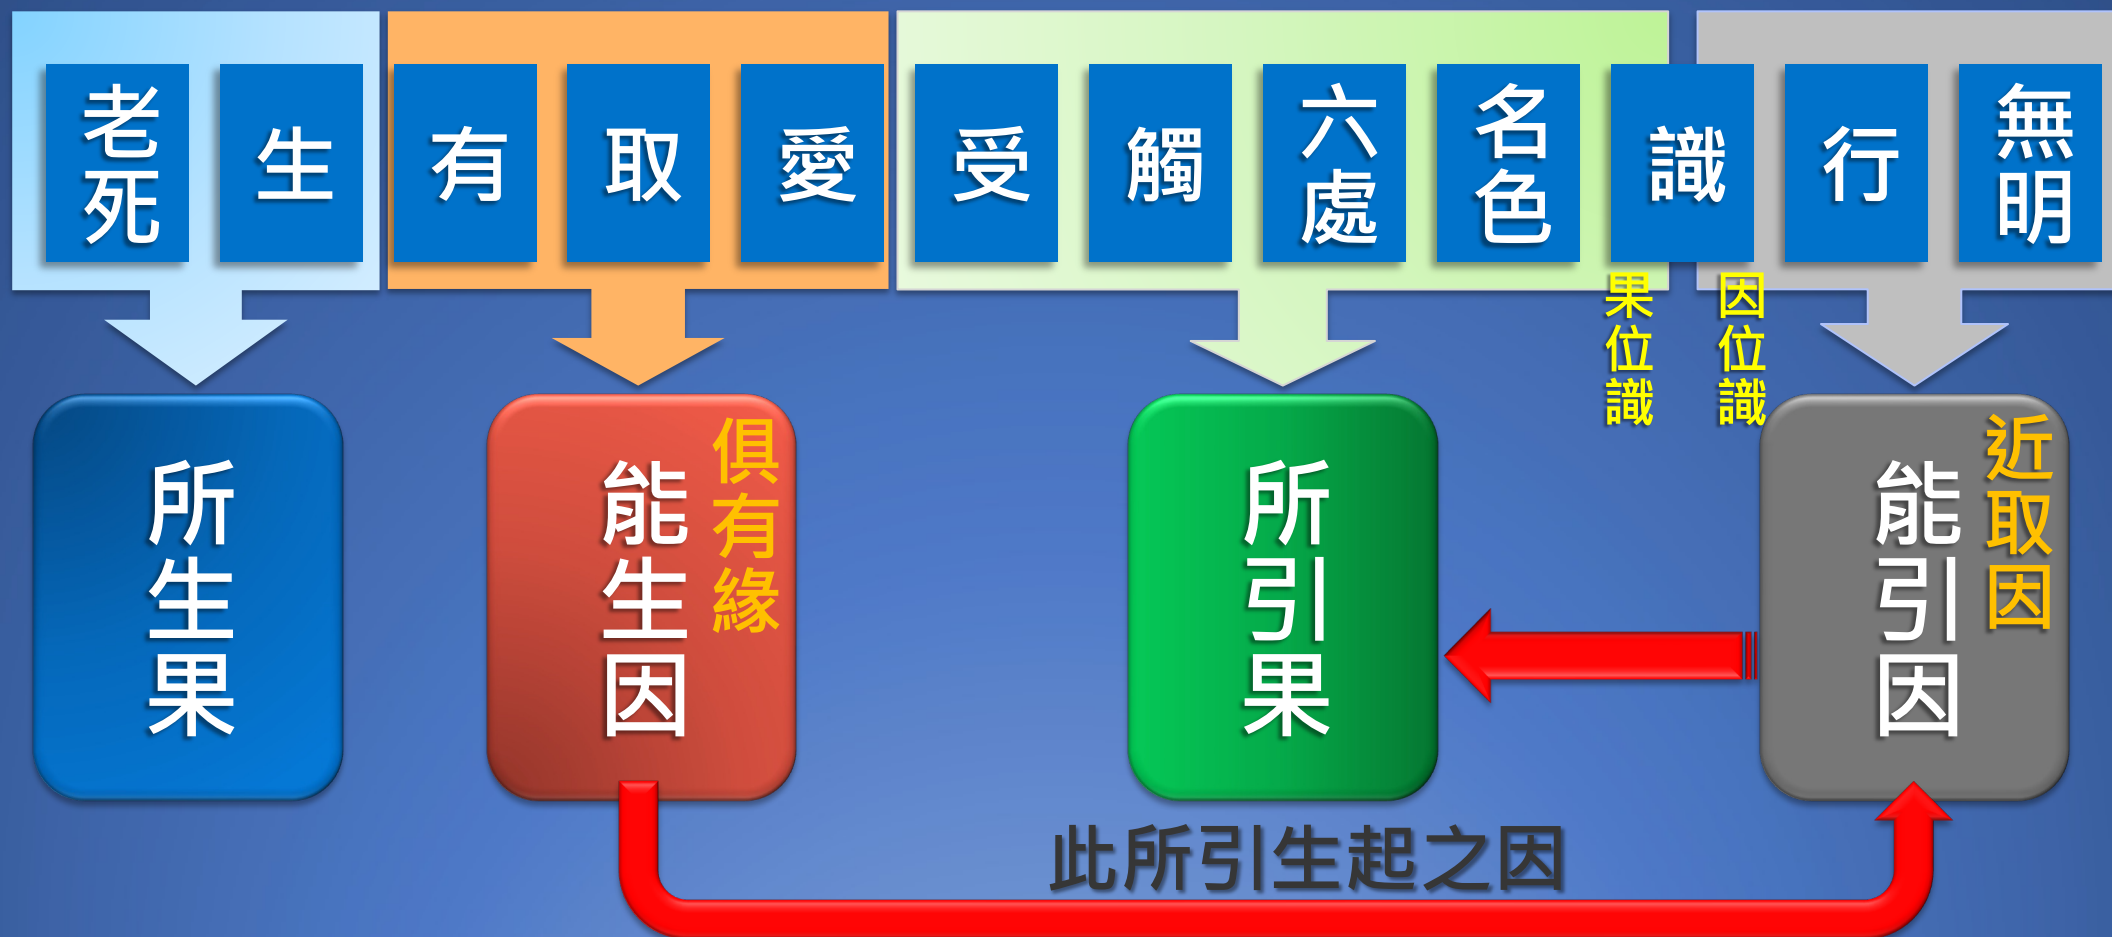 無明
行
識
名色
六處
觸
受
愛
取
有
生
老死
因位識
果位識
近取因
能引因
所引果
俱有緣
能生因
所生果
此所引生起之因